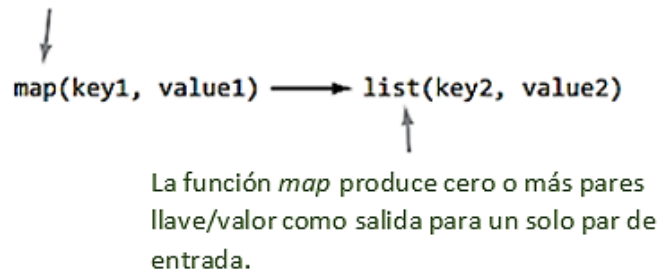 map(key1, value1) → list(key2, value2)
La función map produce cero o más pares
llave/valor como salida para un solo par de
entrada.